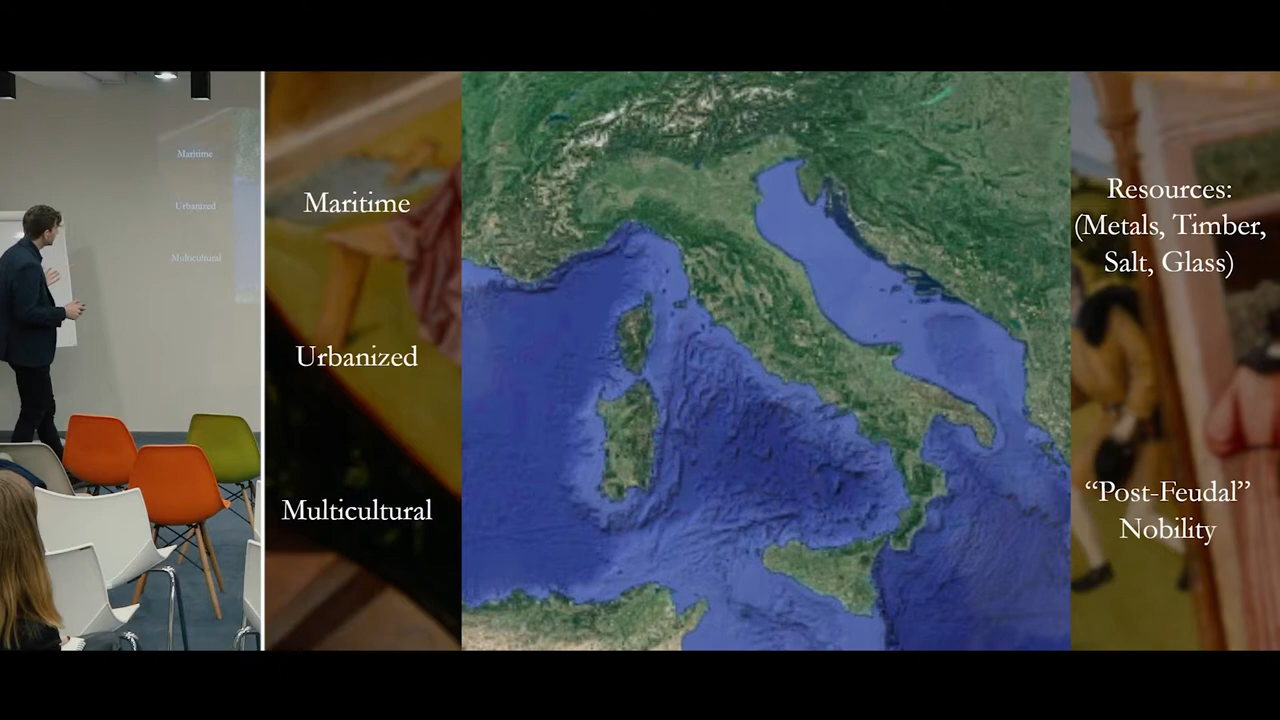 Maritime
Urbanized
Multicultural
Maritime
Urbanized
Multicultural
Resources:
(Metals, Timber,
Salt, Glass)
“Post-Feudal”
Nobility